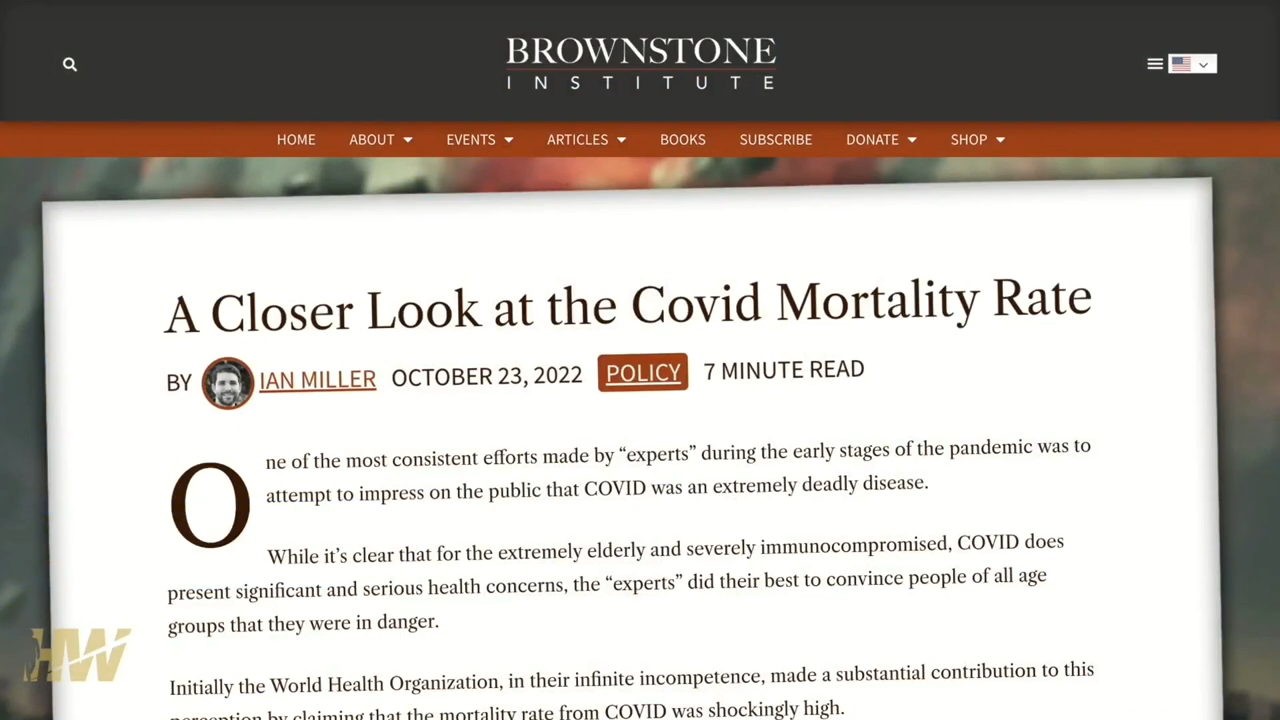 BROWNSTONE
INSTITUTE
HOME ABOUT EVENTS ARTICLES BOOKS SUBSCRIBE DONATE SHOP
A Closer Look at the Covid Mortality Rate
BY IAN MILLER OCTOBER 23, 2022 POLICY 7 MINUTE READ
One of the most consistent efforts made by “experts” during the early stages of the pandemic was to
attempt to impress on the public that COVID was an extremely deadly disease.
While it’s clear that for the extremely elderly and severely immunocompromised, COVID does
present significant and serious health concerns, the “experts” did their best to convince people of all age
groups that they were in danger.
Initially the World Health Organization, in their infinite incompetence, made a substantial contribution to this
perception by claiming that the mortality rate from COVID was shockingly high.
HW